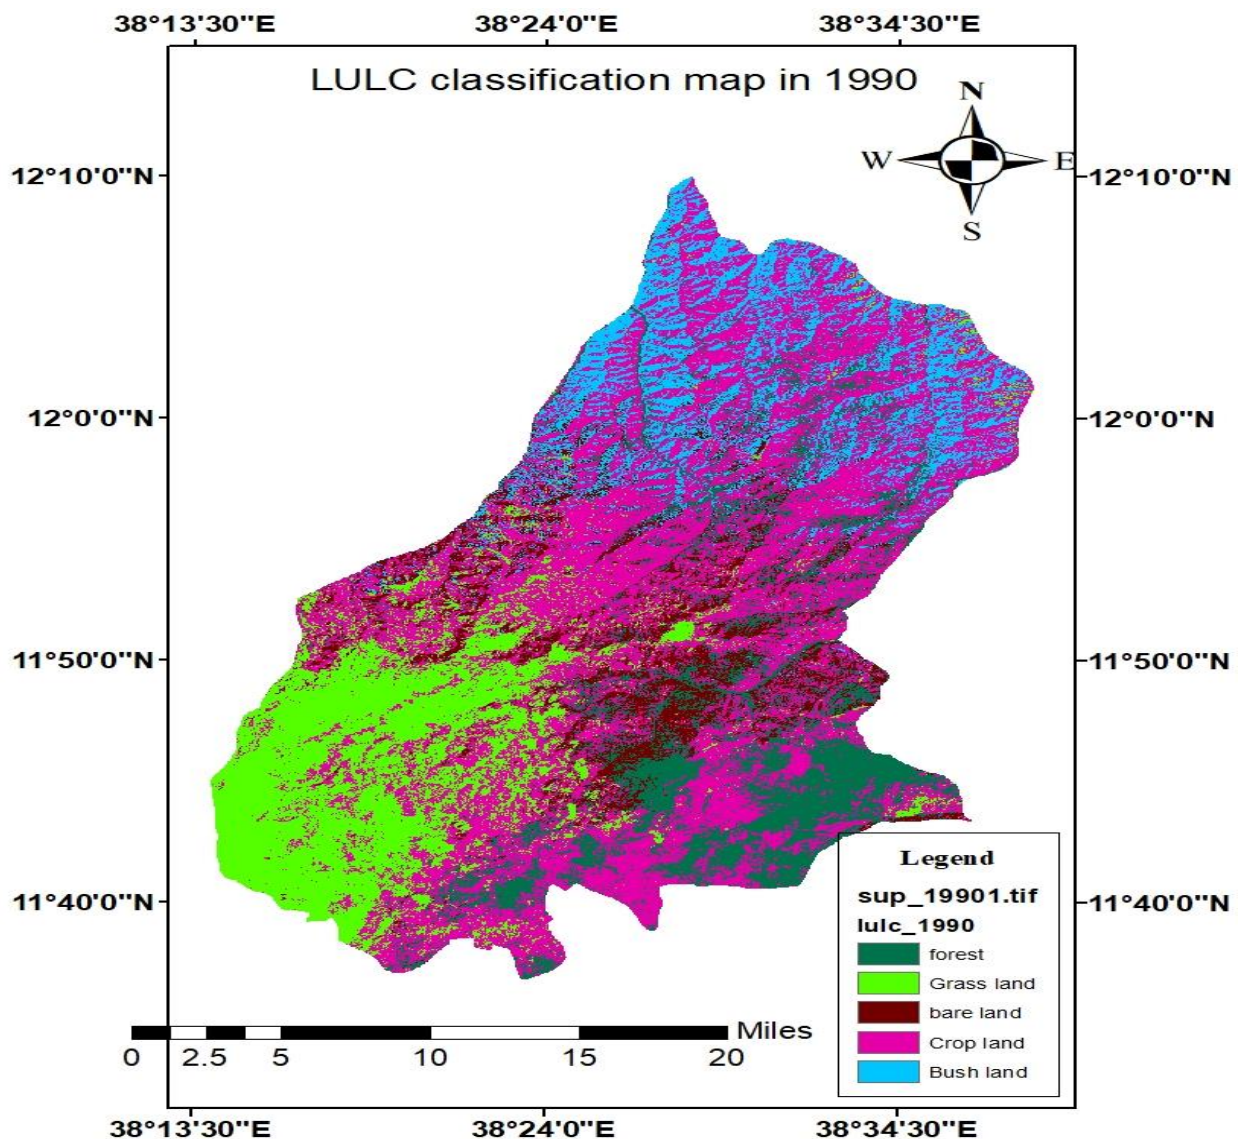 38°13'30"E 38°24'0"E 38°34'30"E
LULC classification map in 1990
N
W E
S
12°10'0"N 12°10'0"N
12°0'0"N 12°0'0"N
11°50'0"N 11°50'0"N
11°40'0"N 11°40'0"N
Legend
sup_19901.tif
lulc_1990
forest
Grass land
bare land
Crop land
Bush land
Miles
0 2.5 5 10 15 20
38°13'30"E 38°24'0"E 38°34'30"E